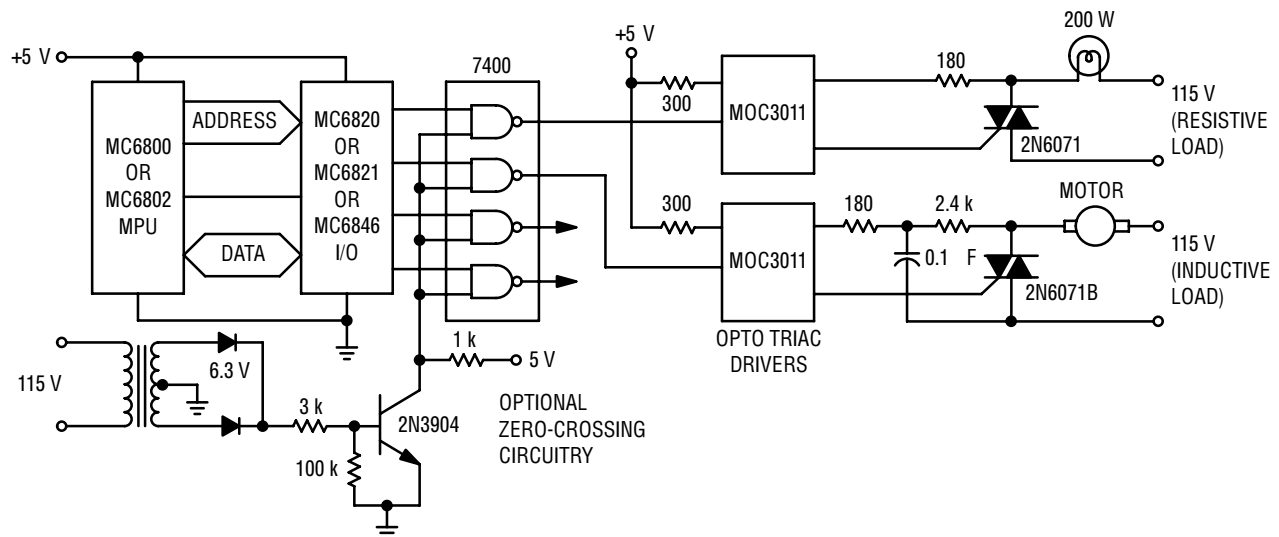 +5 V
MC6800
OR
MC6802
MPU
ADDRESS
DATA
MC6820
OR
MC6821
OR
MC6846
I/O
7400
+5 V
300
MOC3011
180
200 W
2N6071
115 V
(RESISTIVE
LOAD)
300
MOC3011
OPTO TRIAC
DRIVERS
180
2.4 k
0.1 F
MOTOR
2N6071B
115 V
(INDUCTIVE
LOAD)
115 V
6.3 V
3 k
100 k
2N3904
1 k
5 V
OPTIONAL
ZERO-CROSSING
CIRCUITRY